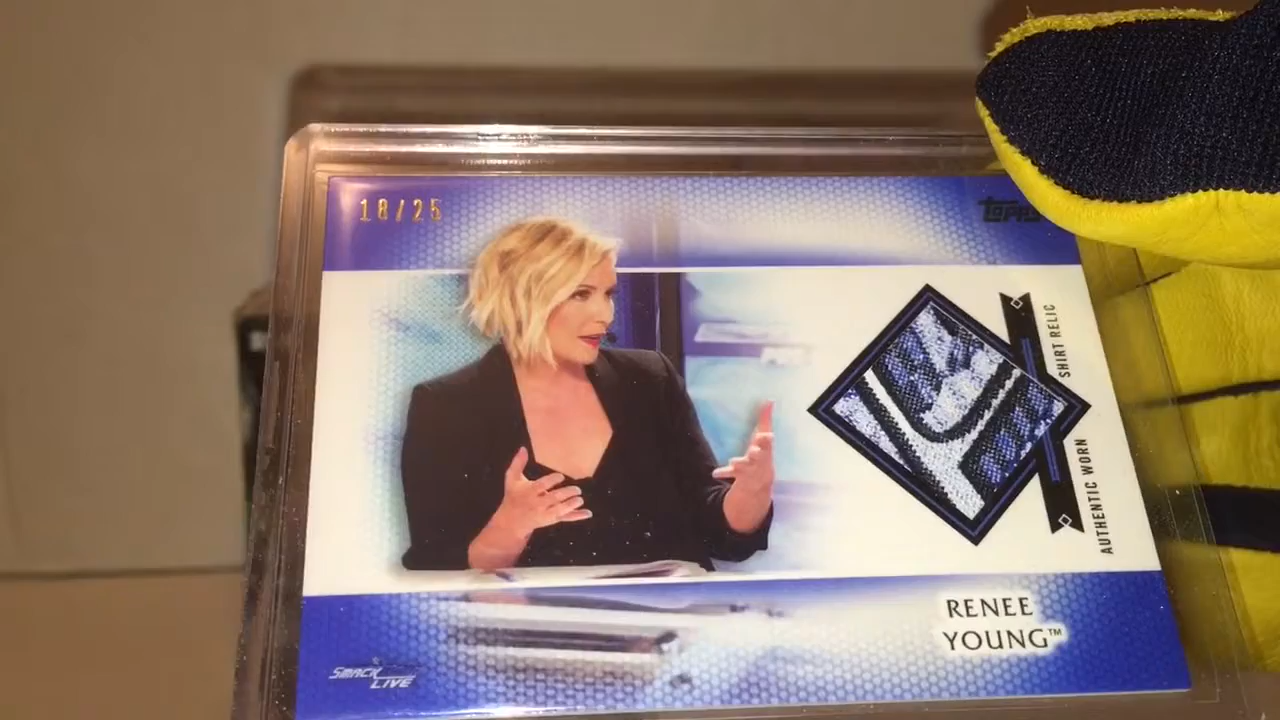 18/25
TOPPS
SHIRT RELIC
AUTHENTIC WORN
RENEE
YOUNG™
SMACK
LIVE